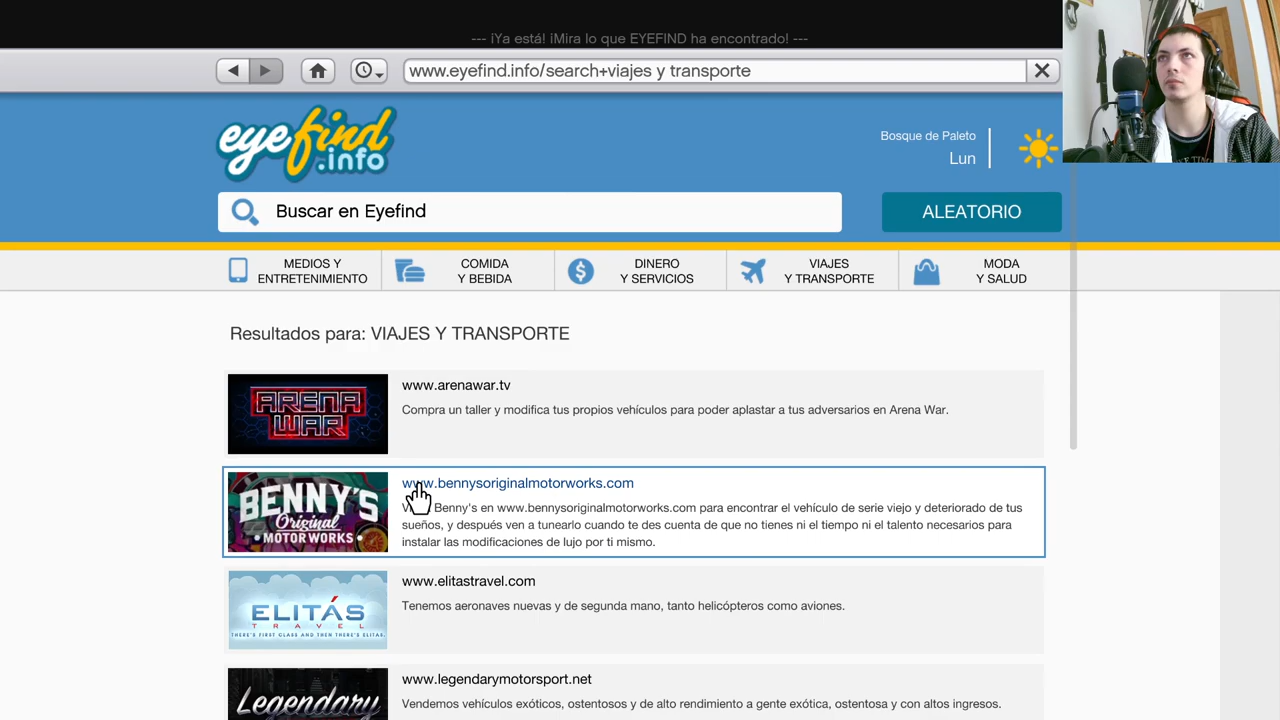 --- ¡Ya está! ¡Mira lo que EYEFIND ha encontrado! ---
www.eyefind.info/search+viajes y transporte
eyefind
.info
Bosque de Paleto
Lun
Buscar en Eyefind
ALEATORIO
MEDIOS Y
ENTRETENIMIENTO
COMIDA
Y BEBIDA
DINERO
Y SERVICIOS
VIAJES
Y TRANSPORTE
MODA
Y SALUD
Resultados para: VIAJES Y TRANSPORTE
ARENA
WAR
www.arenawar.tv
Compra un taller y modifica tus propios vehículos para poder aplastar a tus adversarios en Arena War.
BENNY'S
Original
MOTOR WORKS
www.bennysoriginalmotorworks.com
Benny's en www.bennysoriginalmotorworks.com para encontrar el vehículo de serie viejo y deteriorado de tus
sueños, y después ven a tunearlo cuando te des cuenta de que no tienes ni el tiempo ni el talento necesarios para
instalar las modificaciones de lujo por ti mismo.
ELITÁS
TRAVEL
THERE'S FIRST CLASS AND THEN THERE'S ELITAS.
www.elitastravel.com
Tenemos aeronaves nuevas y de segunda mano, tanto helicópteros como aviones.
Legendary
www.legendarymotorsport.net
Vendemos vehículos exóticos, ostentosos y de alto rendimiento a gente exótica, ostentosa y con altos ingresos.